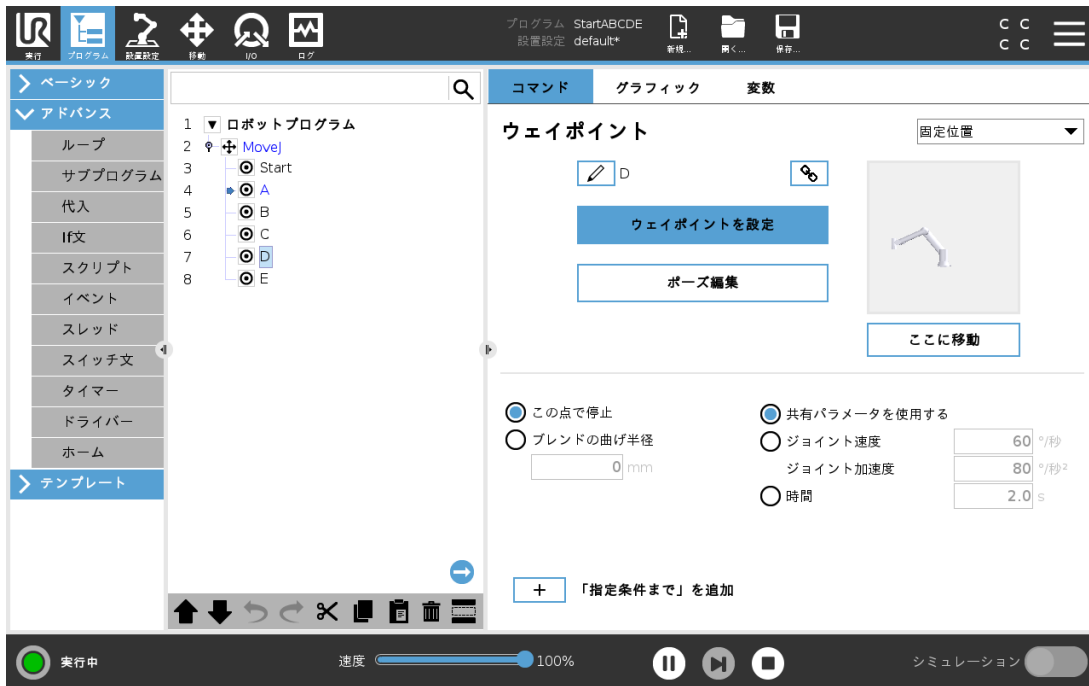 UR
実行
プログラム
設置設定
移動
I/O
ログ
プログラム StartABCDE
設置設定 default*
新規...
開く...
保存...
C C
C C
ベーシック
アドバンス
ループ
サブプログラム
代入
If文
スクリプト
イベント
スレッド
スイッチ文
タイマー
ドライバー
ホーム
テンプレート
1 ロボットプログラム
2 MoveJ
3 Start
4 A
5 B
6 C
7 D
8 E
コマンド グラフィック 変数
ウェイポイント
固定位置
D
ウェイポイントを設定
ポーズ編集
ここに移動
この点で停止
ブレンドの曲げ半径
0 mm
共有パラメータを使用する
ジョイント速度 60 °/秒
ジョイント加速度 80 °/秒²
時間 2.0 s
+ 「指定条件まで」を追加
実行中
速度 100%
シミュレーション